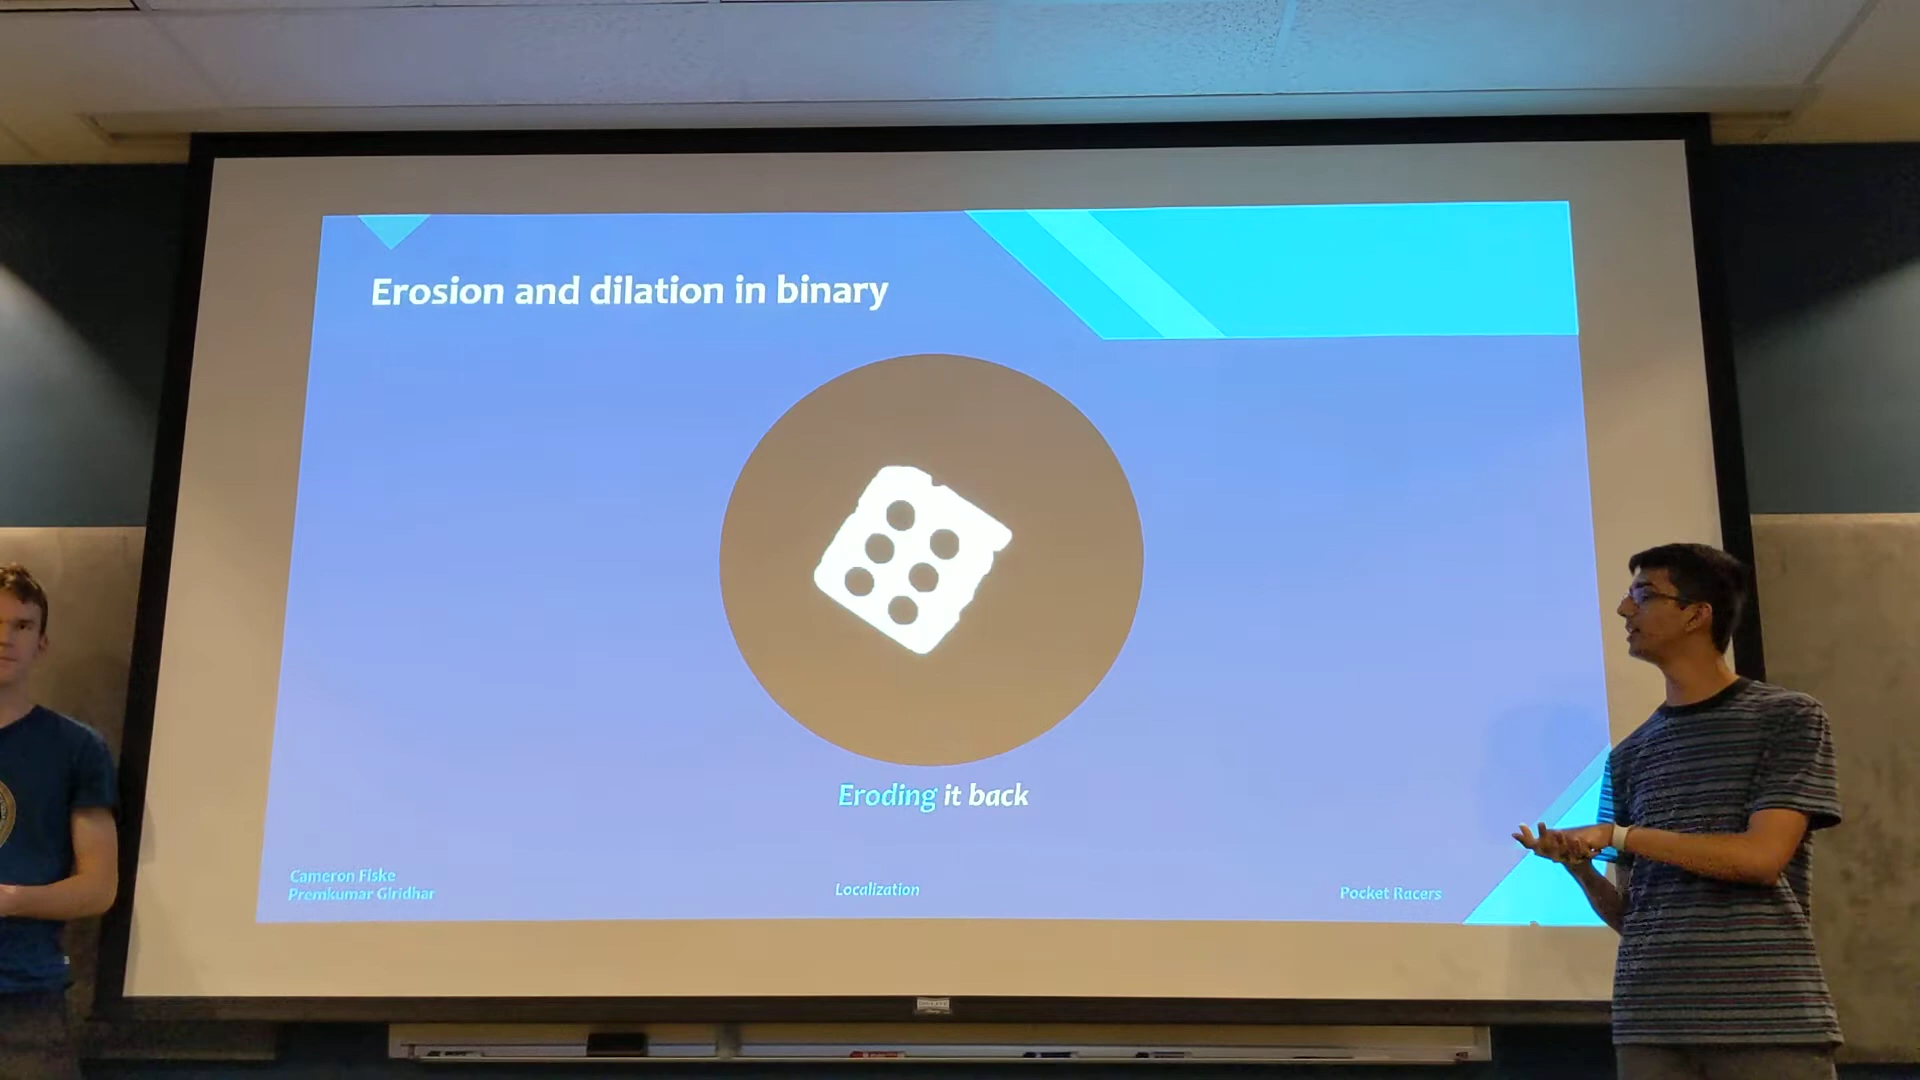 Erosion and dilation in binary
Eroding it back
Cameron Fiske
Premkumar Giridhar
Localization
Pocket Racers